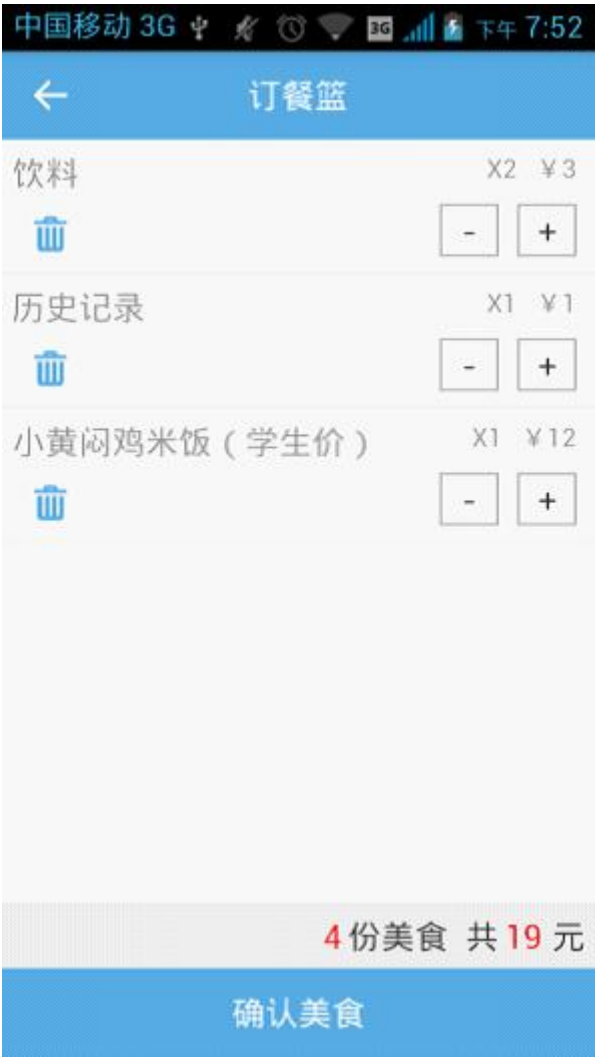 中国移动 3G 3G 下午 7:52
订餐篮
饮料 X2 ¥3
- +
历史记录 X1 ¥1
- +
小黄闷鸡米饭（学生价） X1 ¥12
- +
4份美食 共19元
确认美食